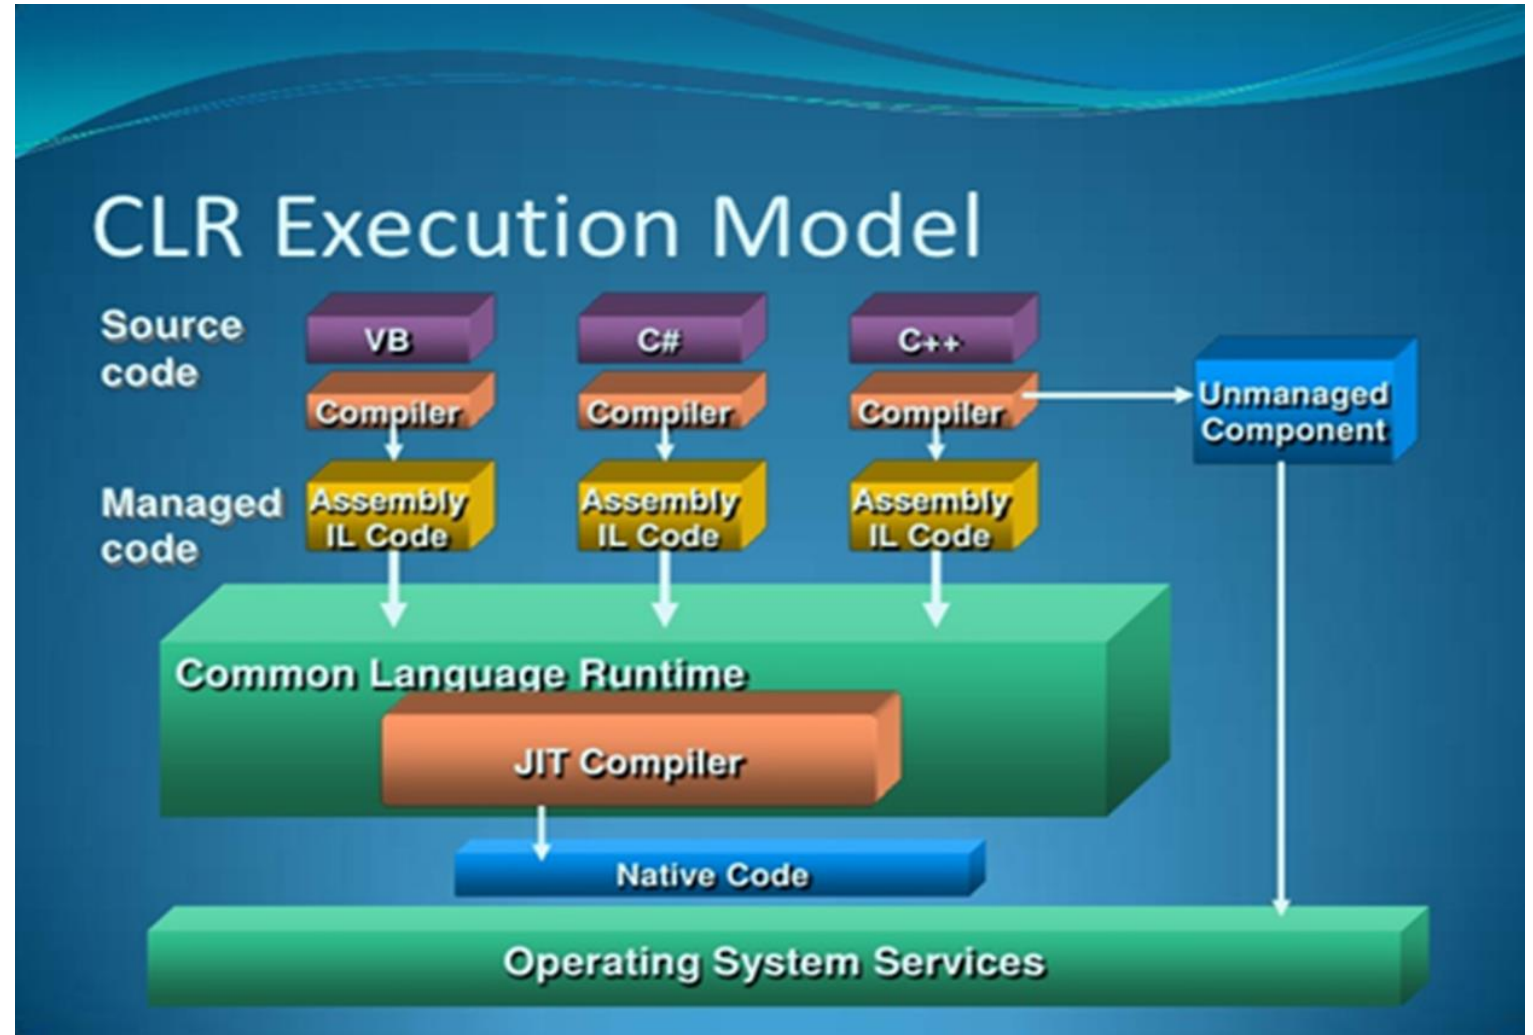 CLR Execution Model
Source
code
VB
C#
C++
Compiler
Compiler
Compiler
Unmanaged
Component
Managed
code
Assembly
IL Code
Assembly
IL Code
Assembly
IL Code
Common Language Runtime
JIT Compiler
Native Code
Operating System Services